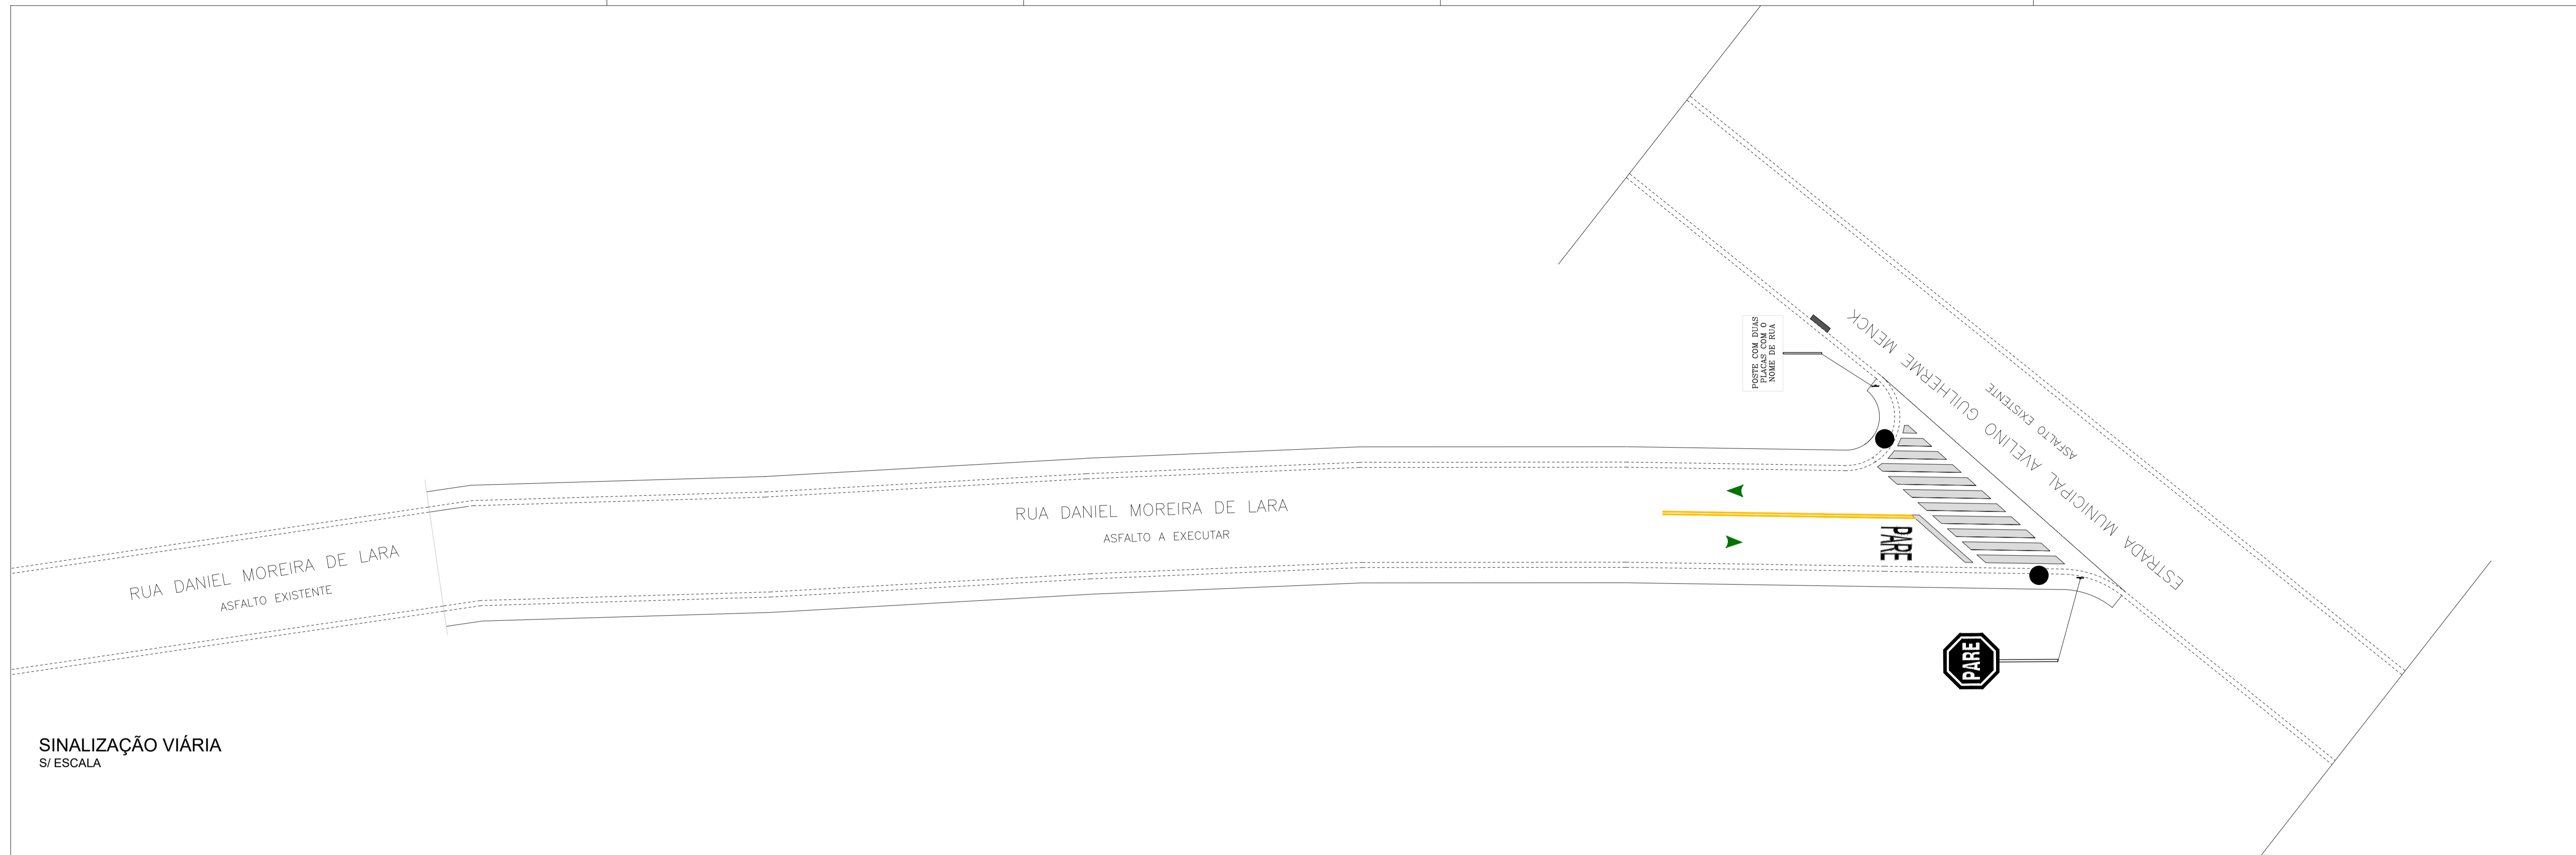 POSTE COM DUAS
PLACAS COM O
NOME DE RUA
ESTRADA MUNICIPAL AVELINO GUILHERME MENCK
ASFALTO EXISTENTE
RUA DANIEL MOREIRA DE LARA
ASFALTO A EXECUTAR
PARE
RUA DANIEL MOREIRA DE LARA
ASFALTO EXISTENTE
PARE
SINALIZAÇÃO VIÁRIA
S/ ESCALA